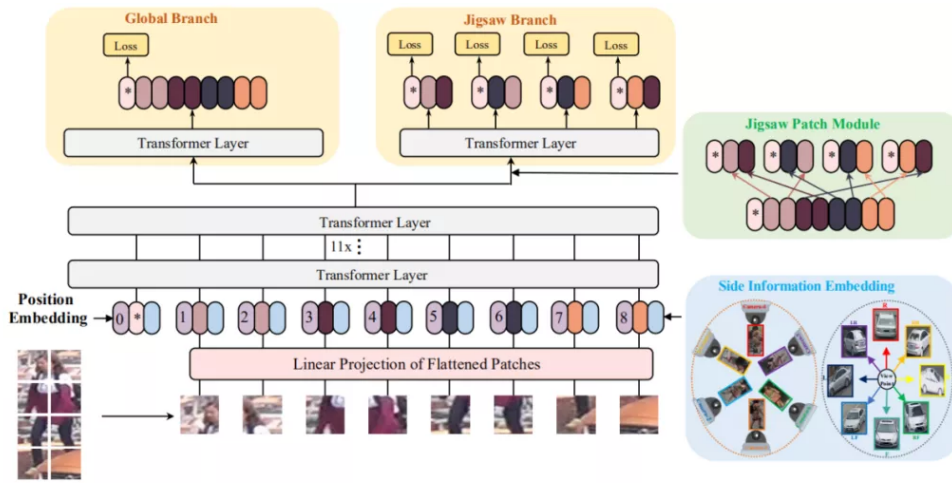 Global Branch
Jigsaw Branch
Loss
Loss
Loss
Loss
Loss
*
*
*
*
*
Transformer Layer
Transformer Layer
Jigsaw Patch Module
*
*
*
*
*
Transformer Layer
11x
Transformer Layer
Position
Embedding
0
*
1
2
3
4
5
6
7
8
Linear Projection of Flattened Patches
Side Information Embedding
View
Point